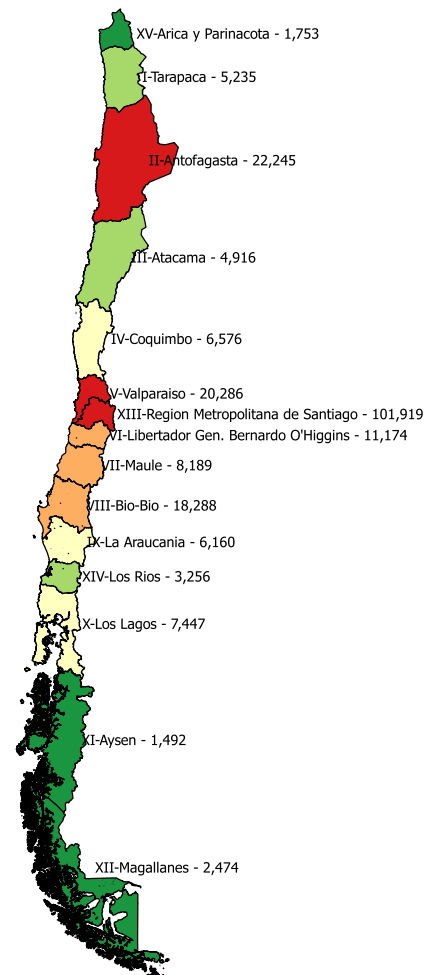 XV-Arica y Parinacota - 1,753
I-Tarapaca - 5,235
II-Antofagasta - 22,245
III-Atacama - 4,916
IV-Coquimbo - 6,576
V-Valparaiso - 20,286
XIII-Region Metropolitana de Santiago - 101,919
VI-Libertador Gen. Bernardo O'Higgins - 11,174
VII-Maule - 8,189
VIII-Bio-Bio - 18,288
IX-La Araucania - 6,160
XIV-Los Rios - 3,256
X-Los Lagos - 7,447
XI-Aysen - 1,492
XII-Magallanes - 2,474